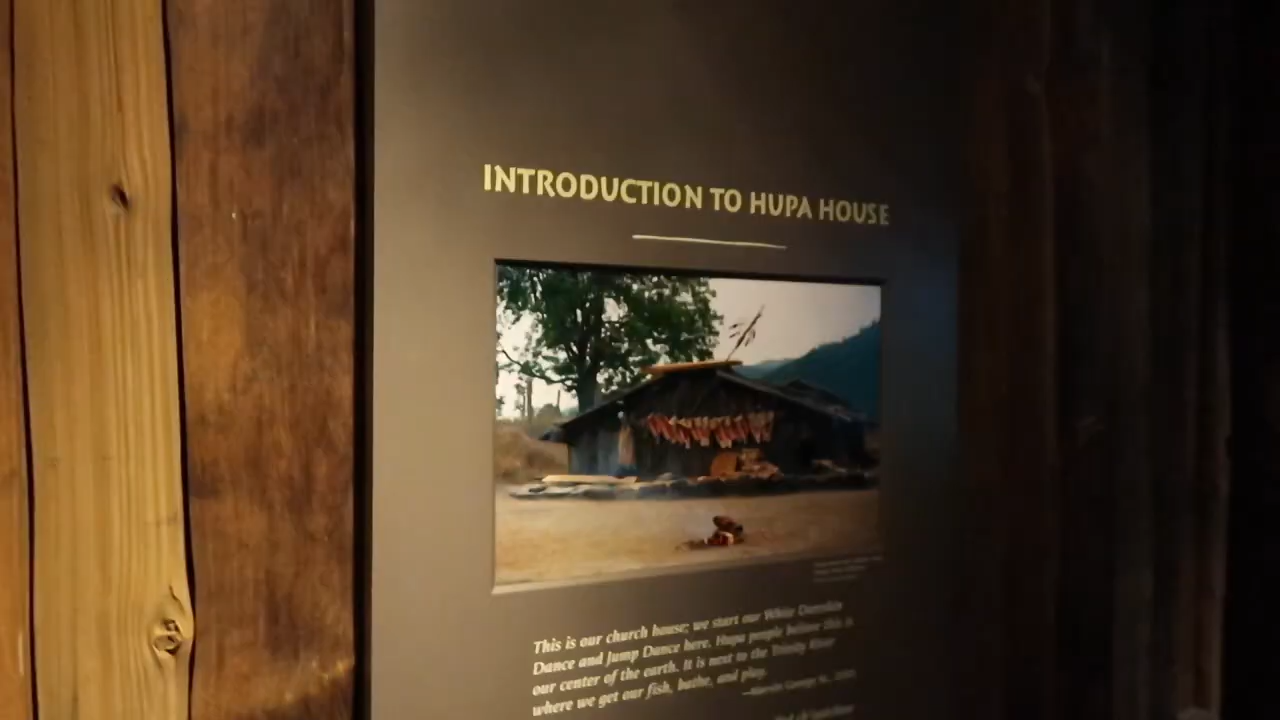 INTRODUCTION TO HUPA HOUSE
This is our church house; we start our White Deerskin
Dance and Jump Dance here. Hupa people believe this is
our center of the earth. It is next to the Trinity River
where we get our fish, bathe, and play.